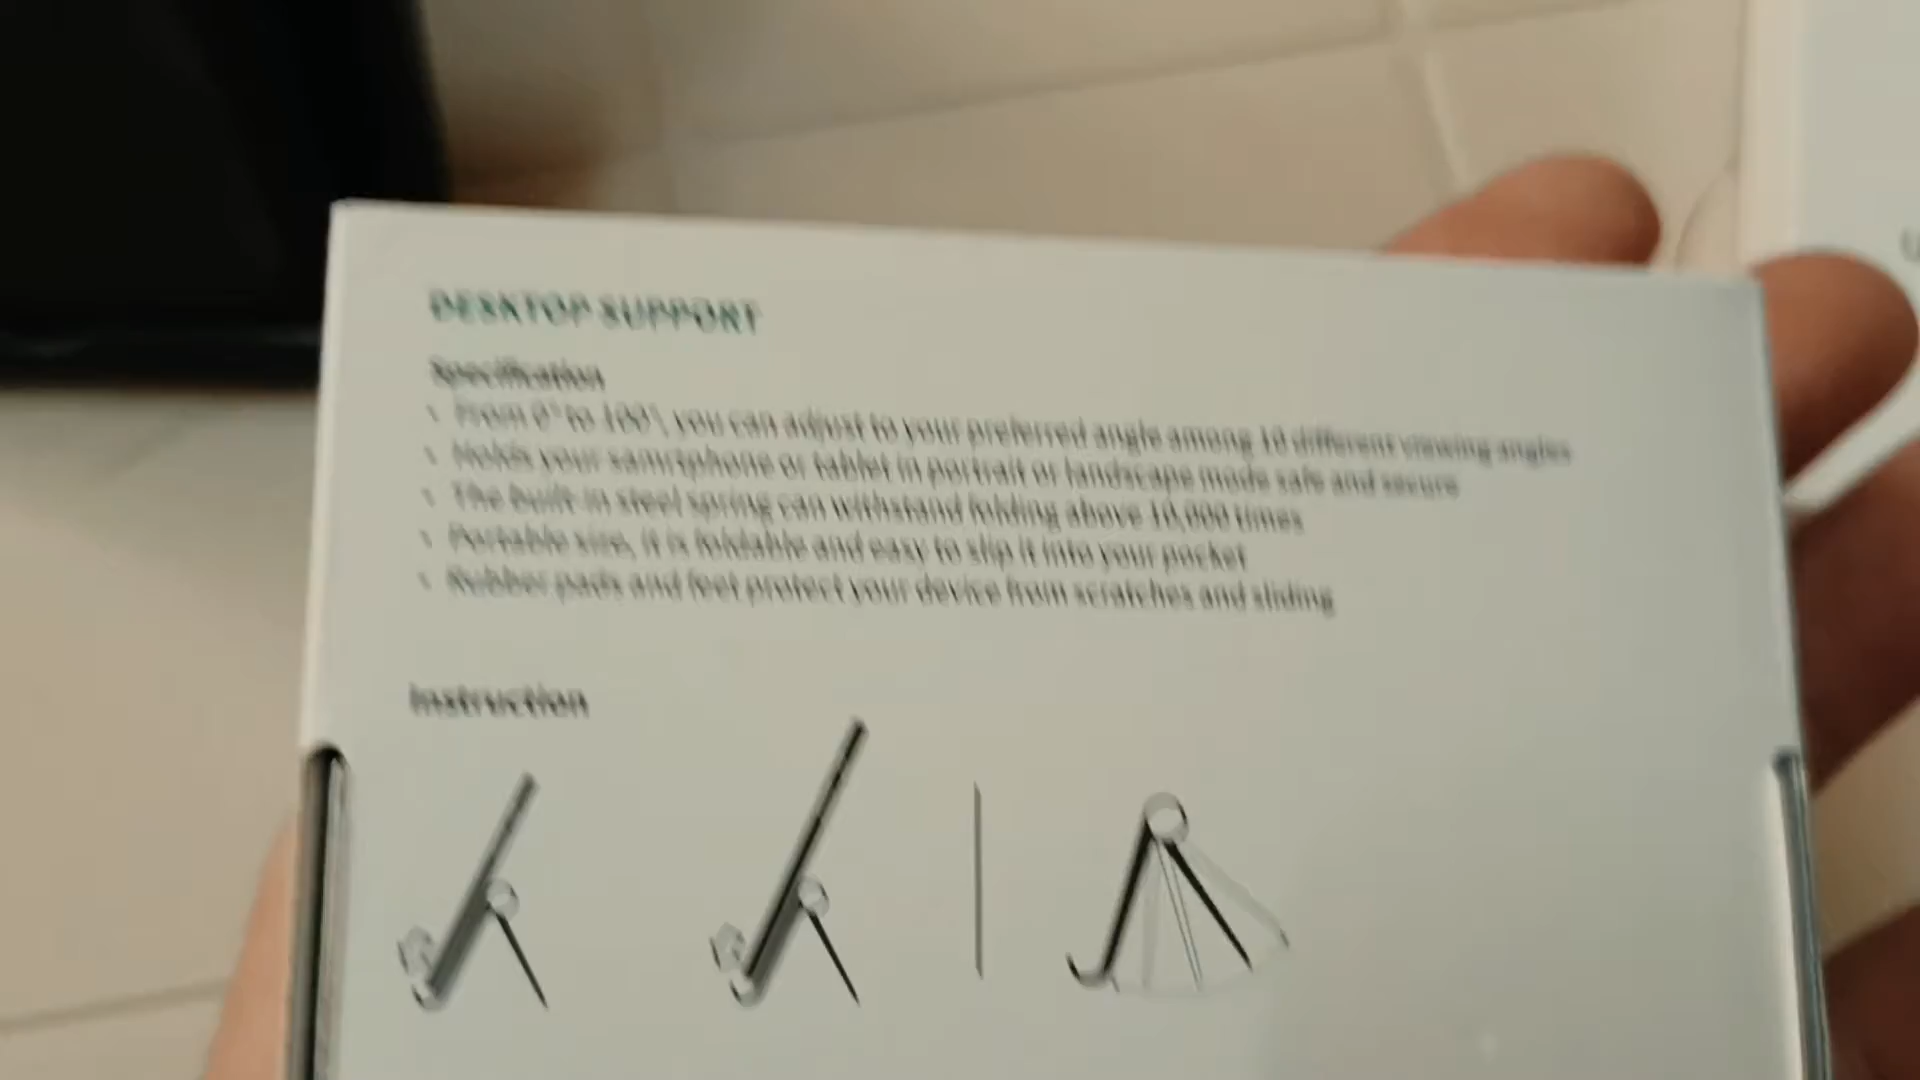 DESKTOP SUPPORT
Specification
• From 0° to 100°, you can adjust to your preferred angle among 10 different viewing angles
• Holds your samrtphone or tablet in portrait or landscape mode safe and secure
• The built-in steel spring can withstand folding above 10,000 times
• Portable size, it is foldable and easy to slip it into your pocket
• Rubber pads and feet protect your device from scratches and sliding
Instruction